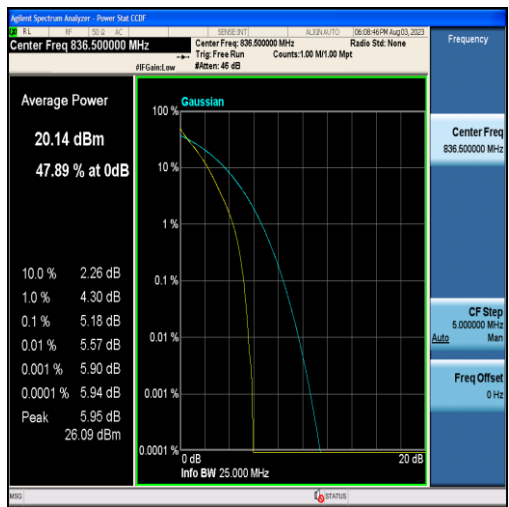 Agilent Spectrum Analyzer - Power Stat CCDF
RL RF 50 Ω AC SENSE:INT ALIGN AUTO 06:08:46 PM Aug 03, 2023
Center Freq 836.500000 MHz
Center Freq: 836.500000 MHz Radio Std: None
Trig: Free Run Counts:1.00 M/1.00 Mpt
#IFGain:Low #Atten: 46 dB
Frequency
Average Power
20.14 dBm
47.89 % at 0dB
10.0 % 2.26 dB
1.0 % 4.30 dB
0.1 % 5.18 dB
0.01 % 5.57 dB
0.001 % 5.90 dB
0.0001 % 5.94 dB
Peak 5.95 dB
26.09 dBm
Gaussian
100 %
10 %
1 %
0.1 %
0.01 %
0.001 %
0.0001 %
0 dB 20 dB
Info BW 25.000 MHz
Center Freq
836.500000 MHz
CF Step
5.000000 MHz
Auto Man
Freq Offset
0 Hz
MSG STATUS